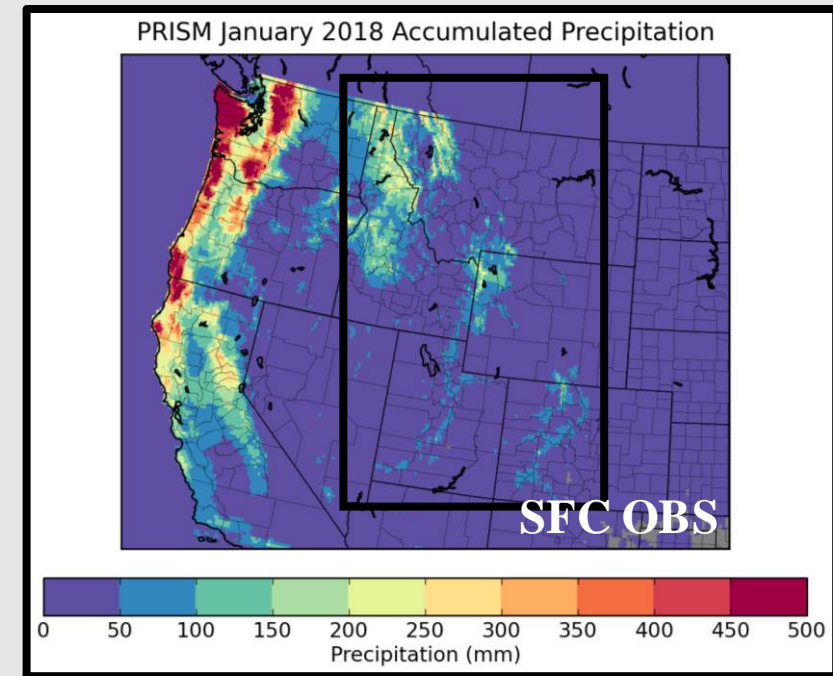 PRISM January 2018 Accumulated Precipitation
SFC OBS
0 50 100 150 200 250 300 350 400 450 500
Precipitation (mm)